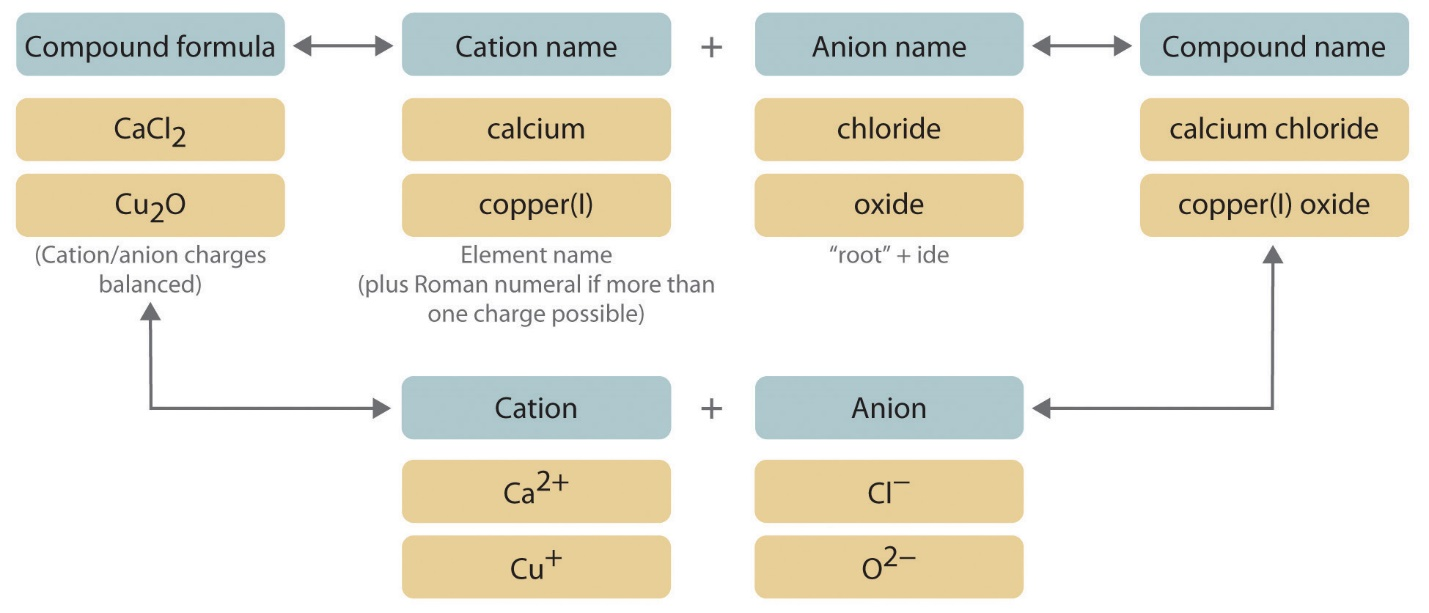 Compound formula
Cation name
+
Anion name
Compound name
CaCl₂
calcium
chloride
calcium chloride
Cu₂O
copper(I)
oxide
copper(I) oxide
(Cation/anion charges
balanced)
Element name
(plus Roman numeral if more than
one charge possible)
“root” + ide
Cation
+
Anion
Ca²⁺
Cl⁻
Cu⁺
O²⁻